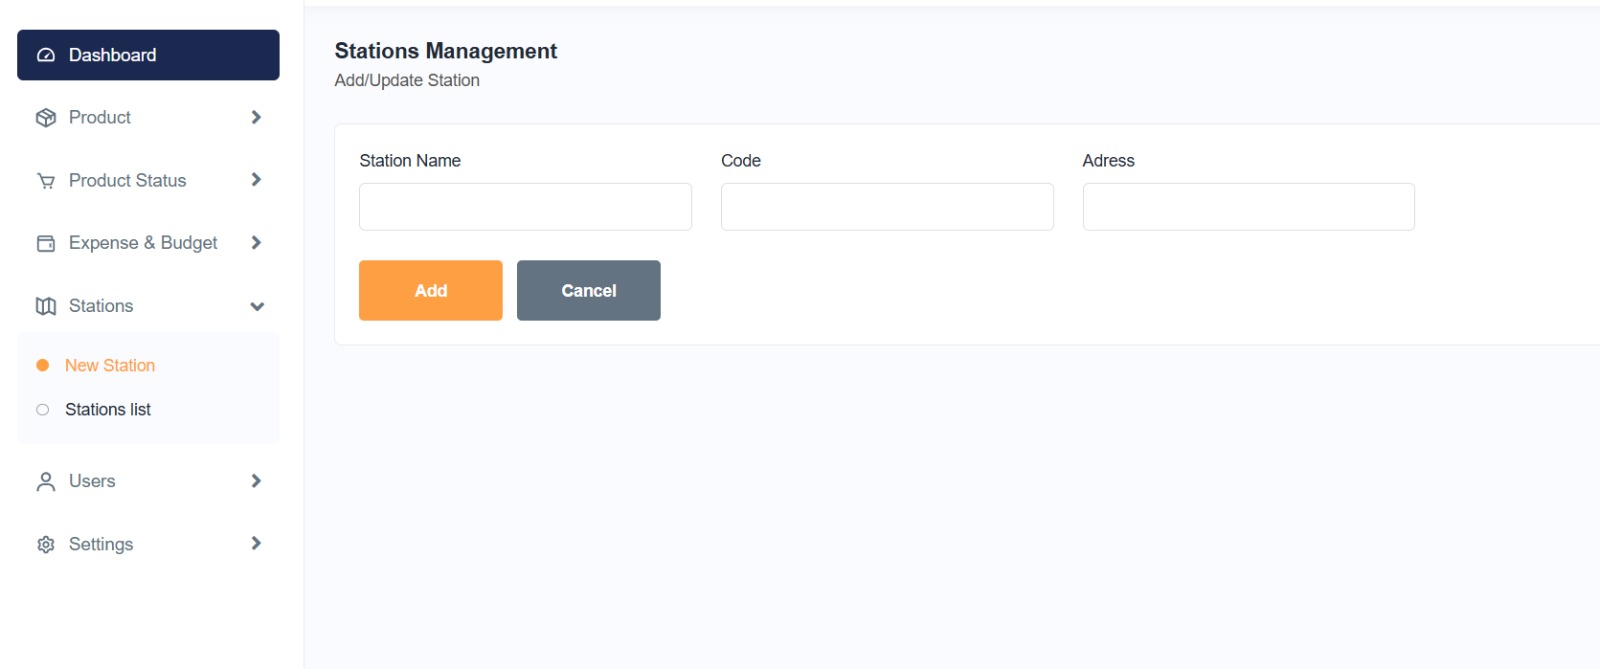 Dashboard
Product
Product Status
Expense & Budget
Stations
New Station
Stations list
Users
Settings
Stations Management
Add/Update Station
Station Name
Code
Adress
Add
Cancel